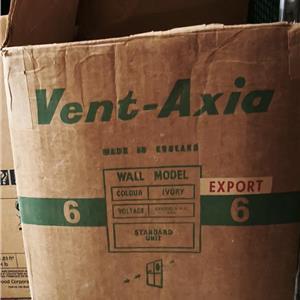 Vent-Axia
MADE IN ENGLAND
WALL MODEL
COLOUR IVORY
EXPORT
6 VOLTAGE 6
STANDARD
UNIT